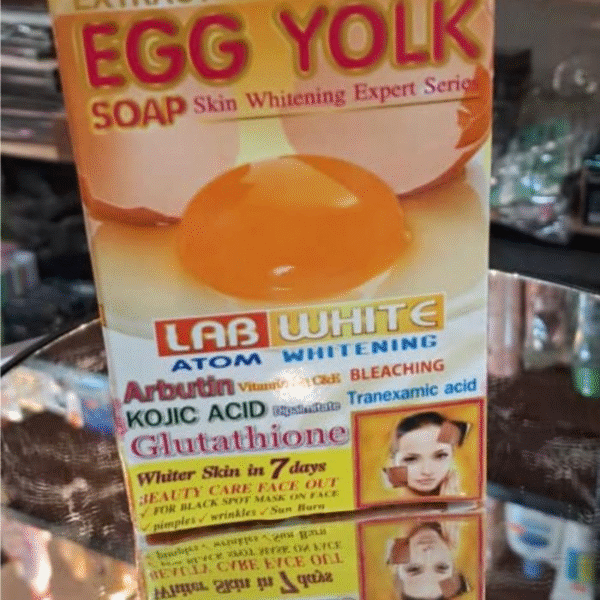 EGG YOLK
SOAP Skin Whitening Expert Series
LAB WHITE
ATOM WHITENING
Arbutin C&E BLEACHING
KOJIC ACID Dipalmitate Tranexamic acid
Glutathione
Whiter Skin in 7 days
BEAUTY CARE FACE OUT
✓ FOR BLACK SPOT MASK ON FACE
✓ pimples ✓ wrinkles ✓ Sun Burn